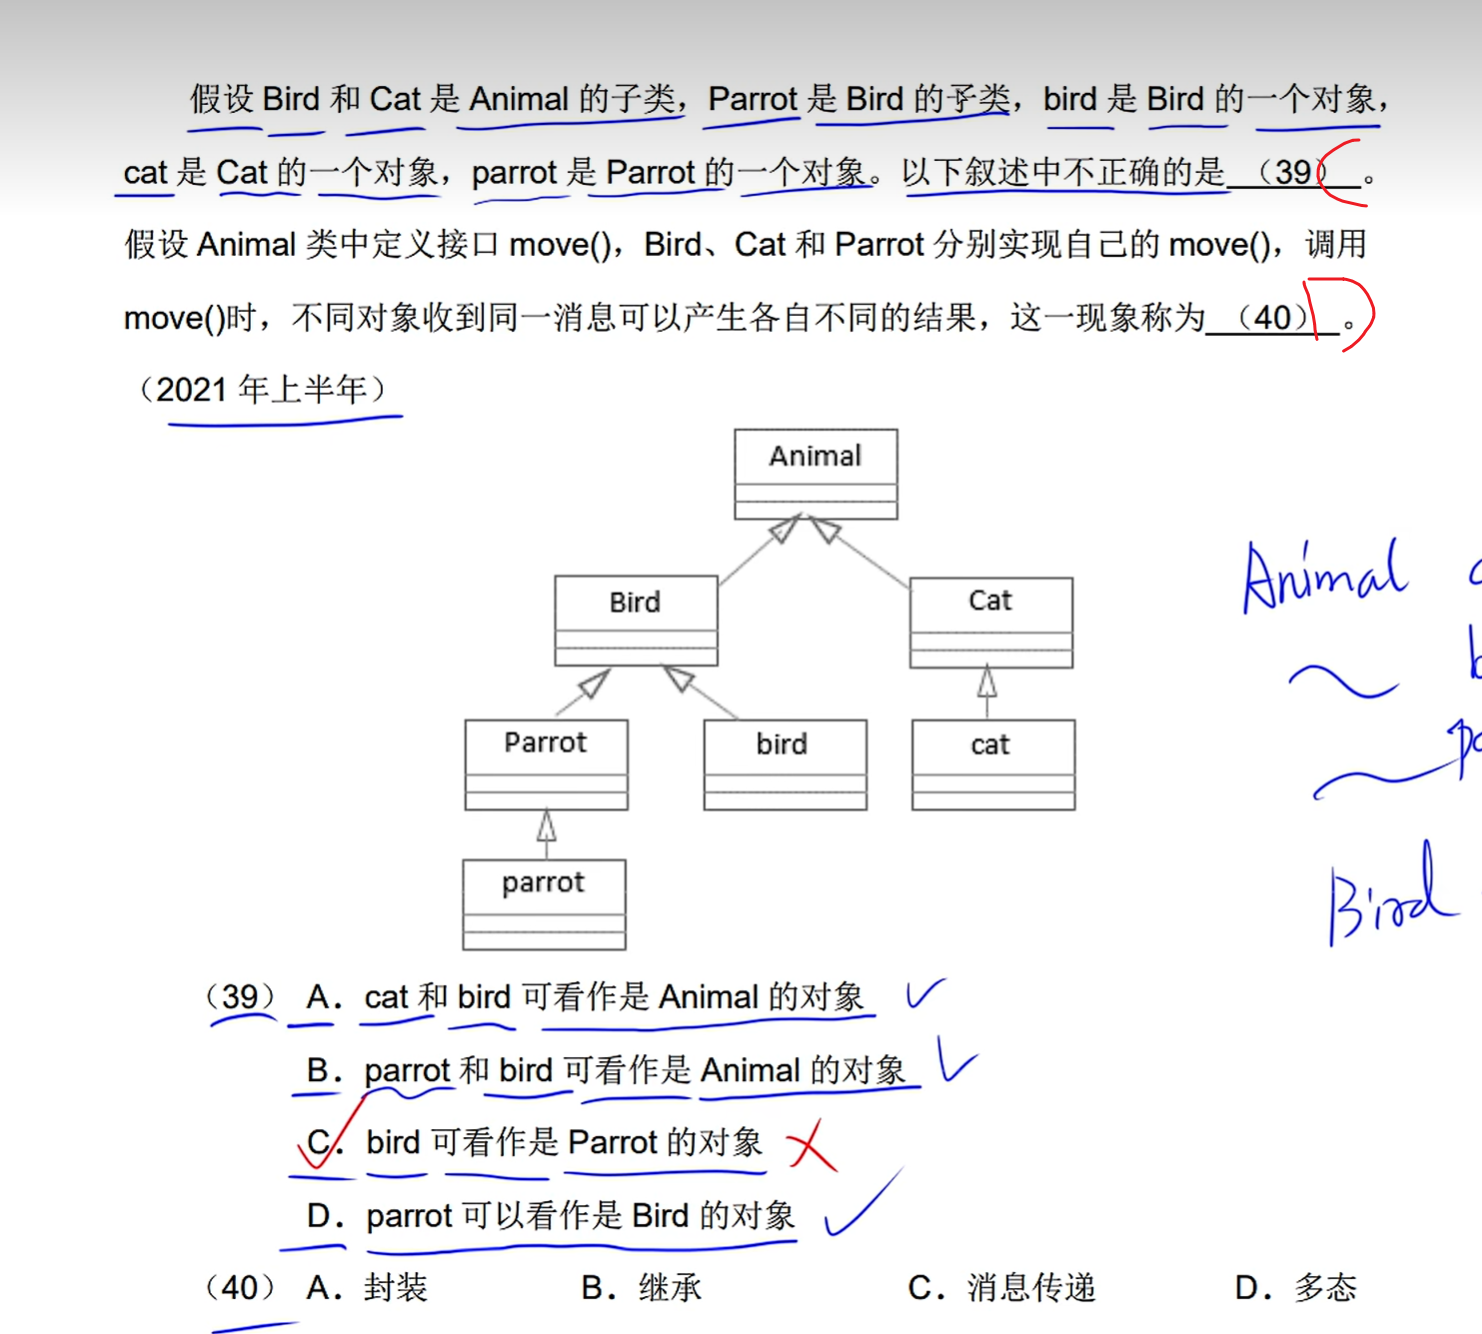 假设 Bird 和 Cat 是 Animal 的子类，Parrot 是 Bird 的子类，bird 是 Bird 的一个对象，
cat 是 Cat 的一个对象，parrot 是 Parrot 的一个对象。以下叙述中不正确的是 （39） C 。
假设 Animal 类中定义接口 move()，Bird、Cat 和 Parrot 分别实现自己的 move()，调用
move()时，不同对象收到同一消息可以产生各自不同的结果，这一现象称为 （40） D 。
（2021 年上半年）
Animal
Bird
Cat
Animal
Parrot
bird
cat
parrot
Bird
（39） A． cat 和 bird 可看作是 Animal 的对象
B． parrot 和 bird 可看作是 Animal 的对象
C． bird 可看作是 Parrot 的对象
D． parrot 可以看作是 Bird 的对象
（40） A．封装 B．继承 C．消息传递 D．多态